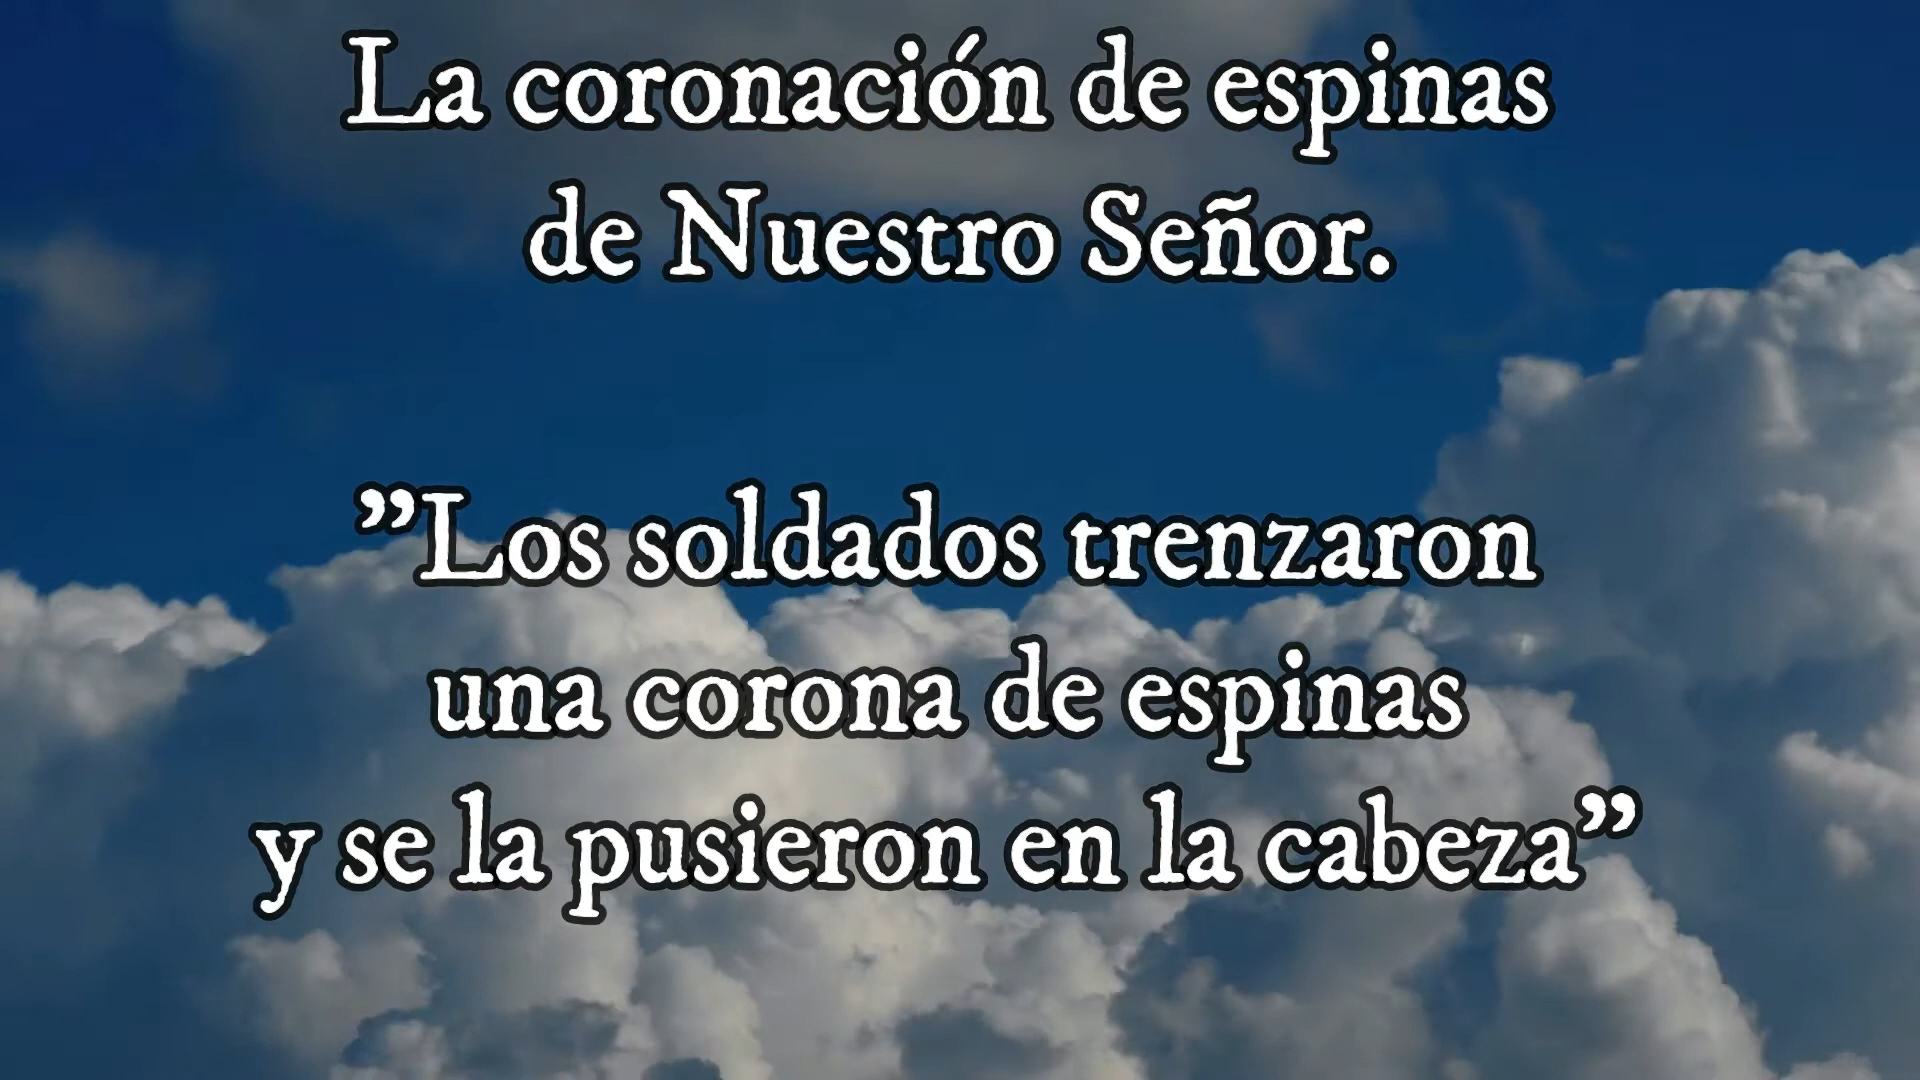 La coronación de espinas
de Nuestro Señor.
”Los soldados trenzaron
una corona de espinas
y se la pusieron en la cabeza”